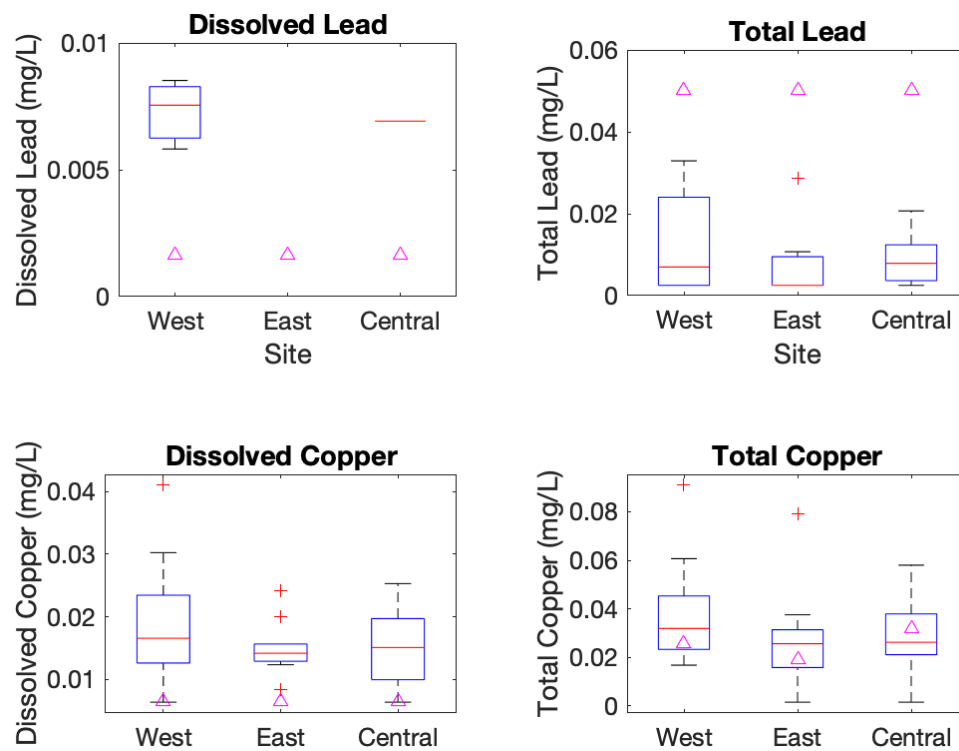 Dissolved Lead
Dissolved Lead (mg/L)
0.01
0.005
0
West East Central
Site
Total Lead
Total Lead (mg/L)
0.06
0.04
0.02
0
West East Central
Site
Dissolved Copper
Dissolved Copper (mg/L)
0.04
0.03
0.02
0.01
West East Central
Total Copper
Total Copper (mg/L)
0.08
0.06
0.04
0.02
0
West East Central